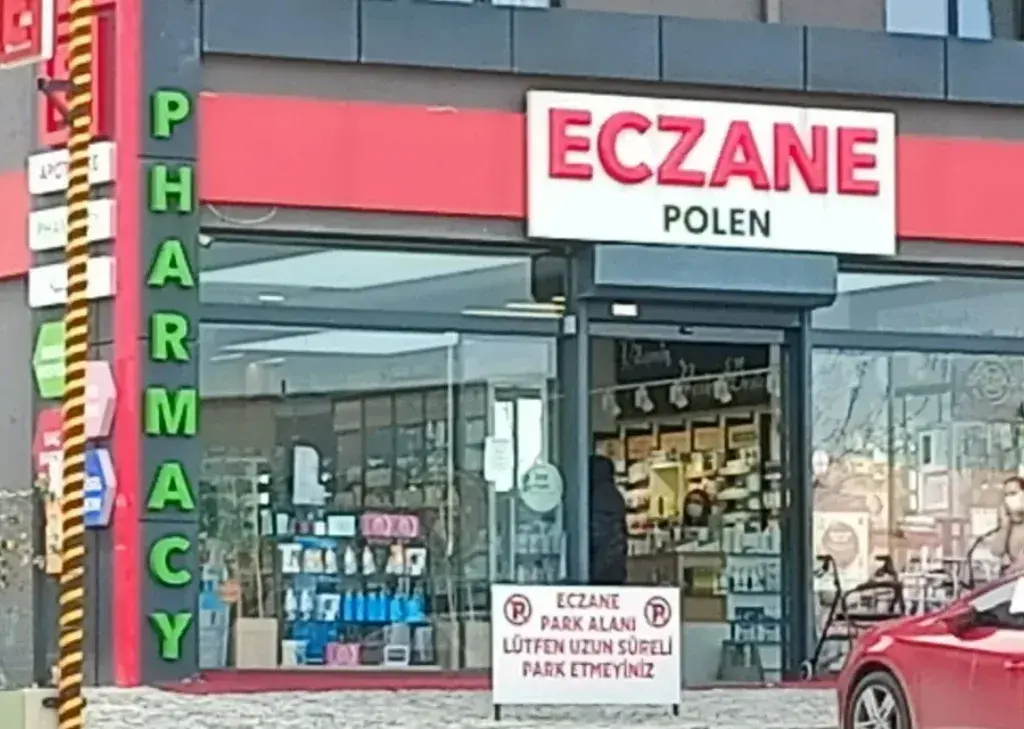 PHARMACY
ECZANE
POLEN
ECZANE
PARK ALANI
LÜTFEN UZUN SÜRELİ
PARK ETMEYİNİZ